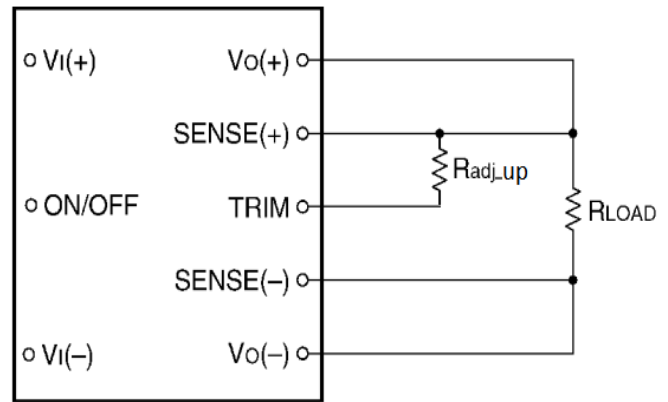 VI(+) VO(+)
SENSE(+)
Radj_up
ON/OFF TRIM
RLOAD
SENSE(–)
VI(–) VO(–)